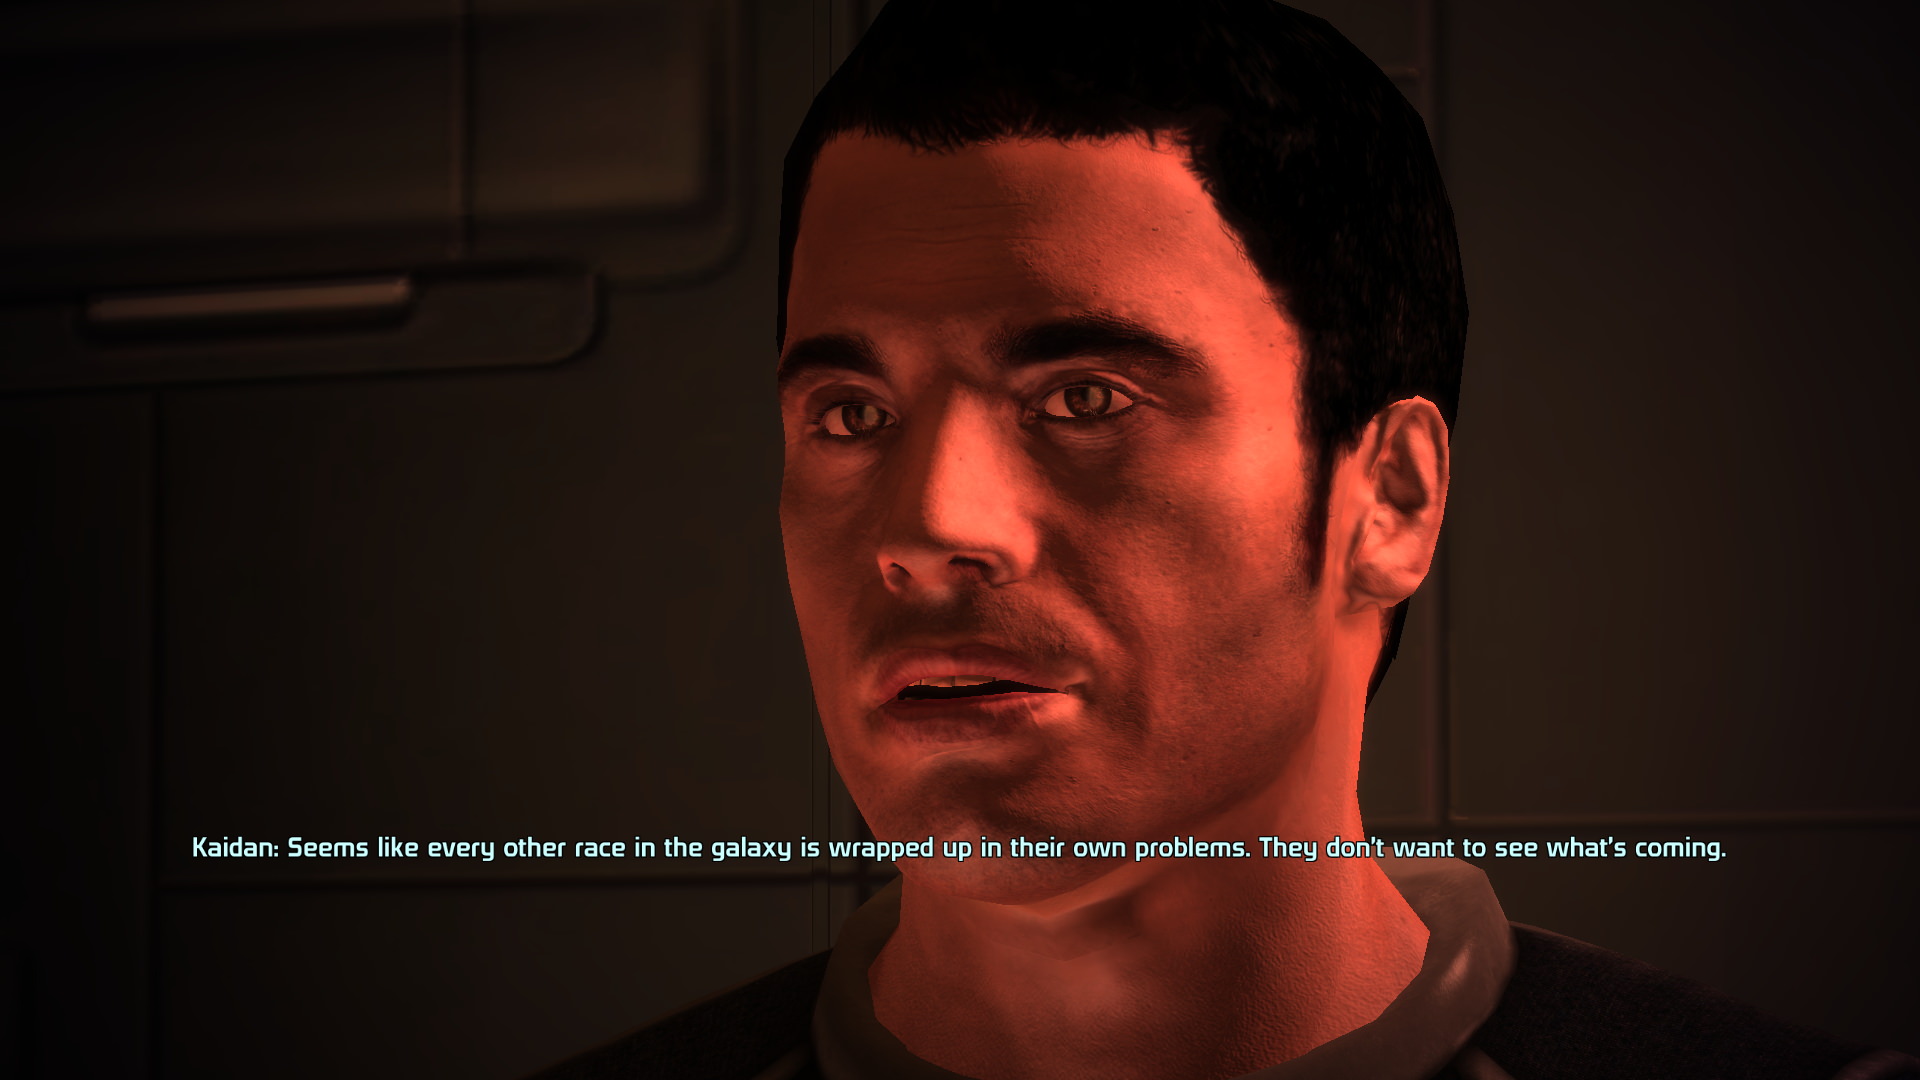 Kaidan: Seems like every other race in the galaxy is wrapped up in their own problems. They don't want to see what's coming.